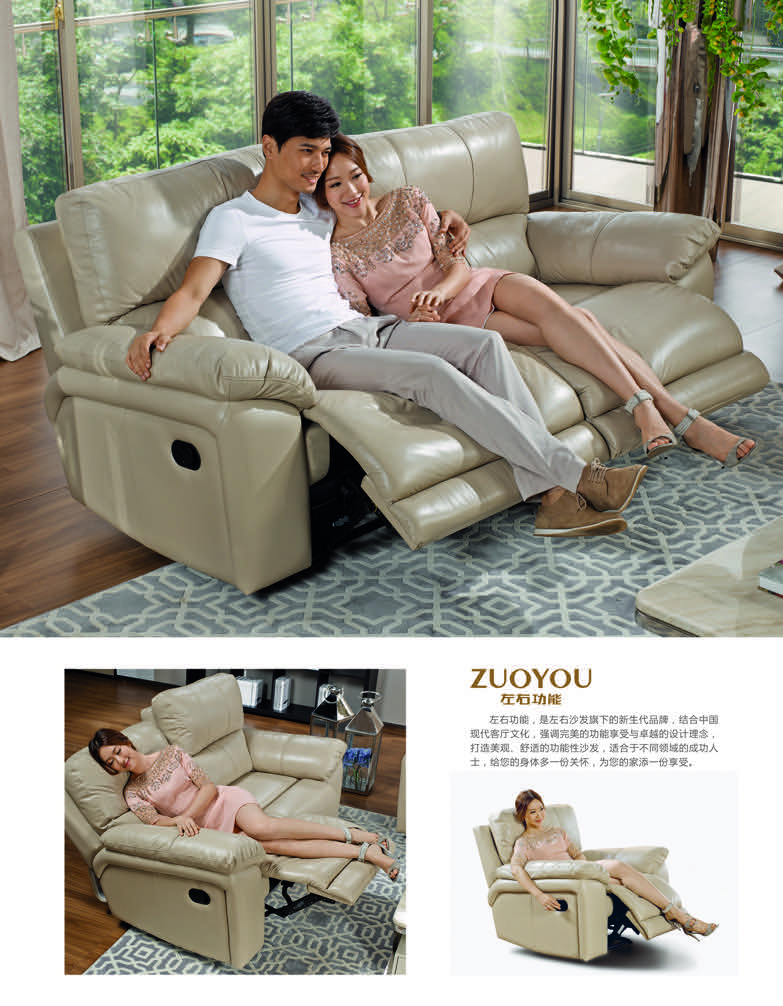 ZUOYOU
左右功能
左右功能，是左右沙发旗下的新生代品牌，结合中国
现代客厅文化，强调完美的功能享受与卓越的设计理念，
打造美观、舒适的功能性沙发，适合于不同领域的成功人
士，给您的身体多一份关怀，为您的家添一份享受。